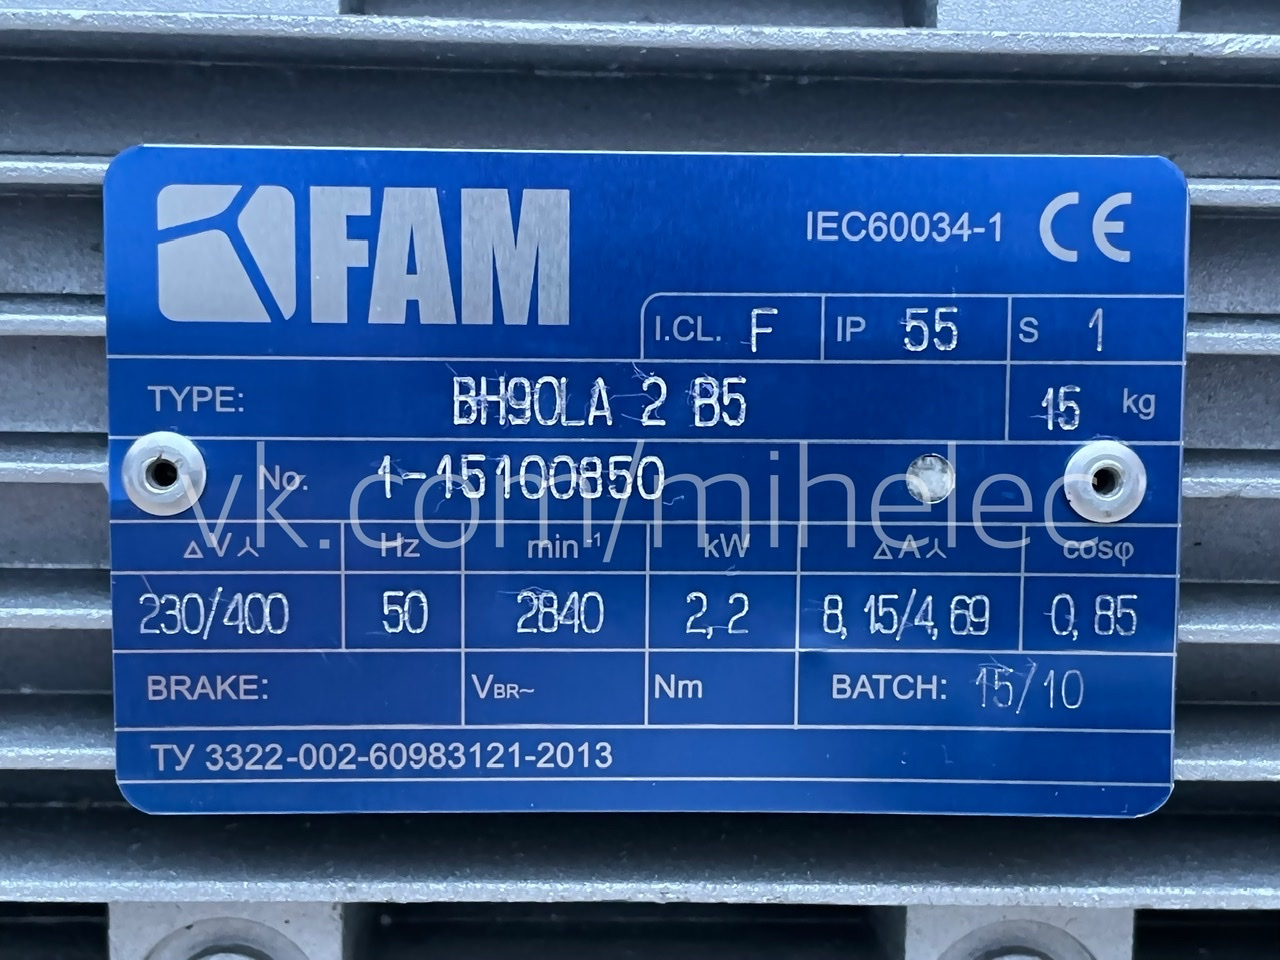 FAM
IEC60034-1 CE
I.CL. F IP 55 S 1
TYPE: BH90LA 2 B5 15 kg
No. 1-15100850
vk.com/mihelec
△V⅄ Hz min⁻¹ kW △A⅄ cosφ
230/400 50 2840 2,2 8,15/4,69 0,85
BRAKE: VBR~ Nm BATCH: 15/10
ТУ 3322-002-60983121-2013